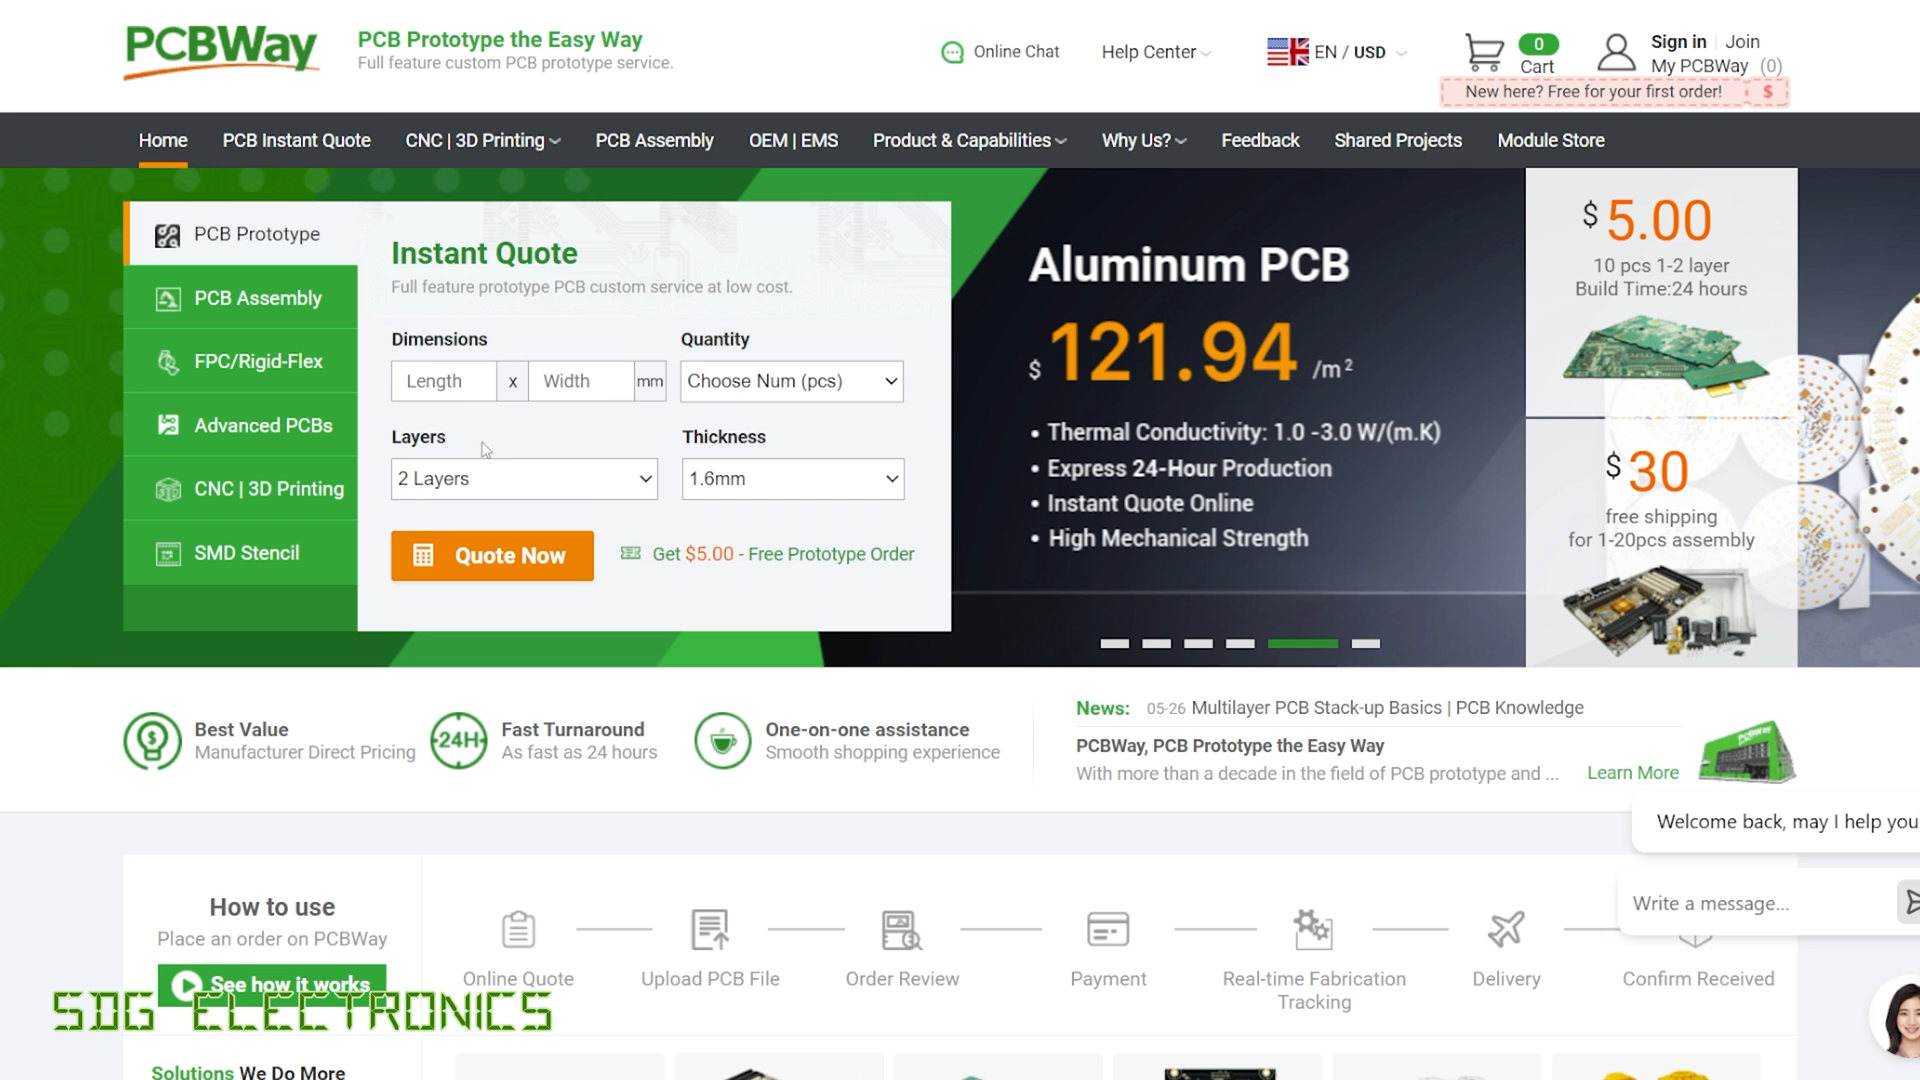 PCBWay
PCB Prototype the Easy Way
Full feature custom PCB prototype service.
Online Chat
Help Center
EN / USD
0
Cart
Sign in | Join
My PCBWay (0)
New here? Free for your first order! $
Home
PCB Instant Quote
CNC | 3D Printing
PCB Assembly
OEM | EMS
Product & Capabilities
Why Us?
Feedback
Shared Projects
Module Store
PCB Prototype
PCB Assembly
FPC/Rigid-Flex
Advanced PCBs
CNC | 3D Printing
SMD Stencil
Instant Quote
Full feature prototype PCB custom service at low cost.
Dimensions
Quantity
Length x Width mm
Choose Num (pcs)
Layers
Thickness
2 Layers
1.6mm
Quote Now
Get $5.00 - Free Prototype Order
Aluminum PCB
$ 121.94 /m²
• Thermal Conductivity: 1.0 -3.0 W/(m.K)
• Express 24-Hour Production
• Instant Quote Online
• High Mechanical Strength
$ 5.00
10 pcs 1-2 layer
Build Time:24 hours
$ 30
free shipping
for 1-20pcs assembly
Best Value
Manufacturer Direct Pricing
24H
Fast Turnaround
As fast as 24 hours
One-on-one assistance
Smooth shopping experience
News: 05-26 Multilayer PCB Stack-up Basics | PCB Knowledge
PCBWay, PCB Prototype the Easy Way
With more than a decade in the field of PCB prototype and ... Learn More
PCBWay
Welcome back, may I help you
Write a message...
How to use
Place an order on PCBWay
See how it works
Online Quote
Upload PCB File
Order Review
Payment
Real-time Fabrication
Tracking
Delivery
Confirm Received
SDG ELECTRONICS
Solutions We Do More